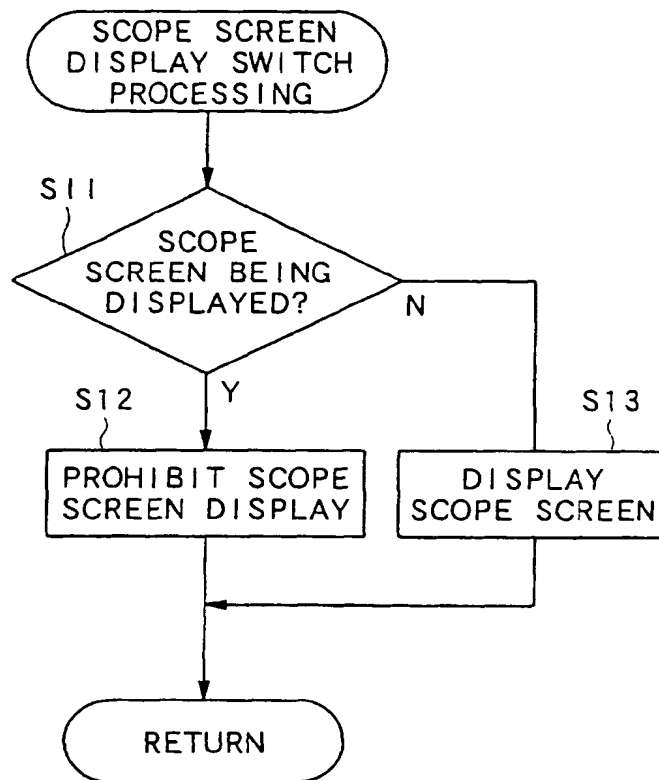 SCOPE SCREEN
DISPLAY SWITCH
PROCESSING
S11
SCOPE
SCREEN BEING
DISPLAYED?
N
Y
S12
S13
PROHIBIT SCOPE
SCREEN DISPLAY
DISPLAY
SCOPE SCREEN
RETURN